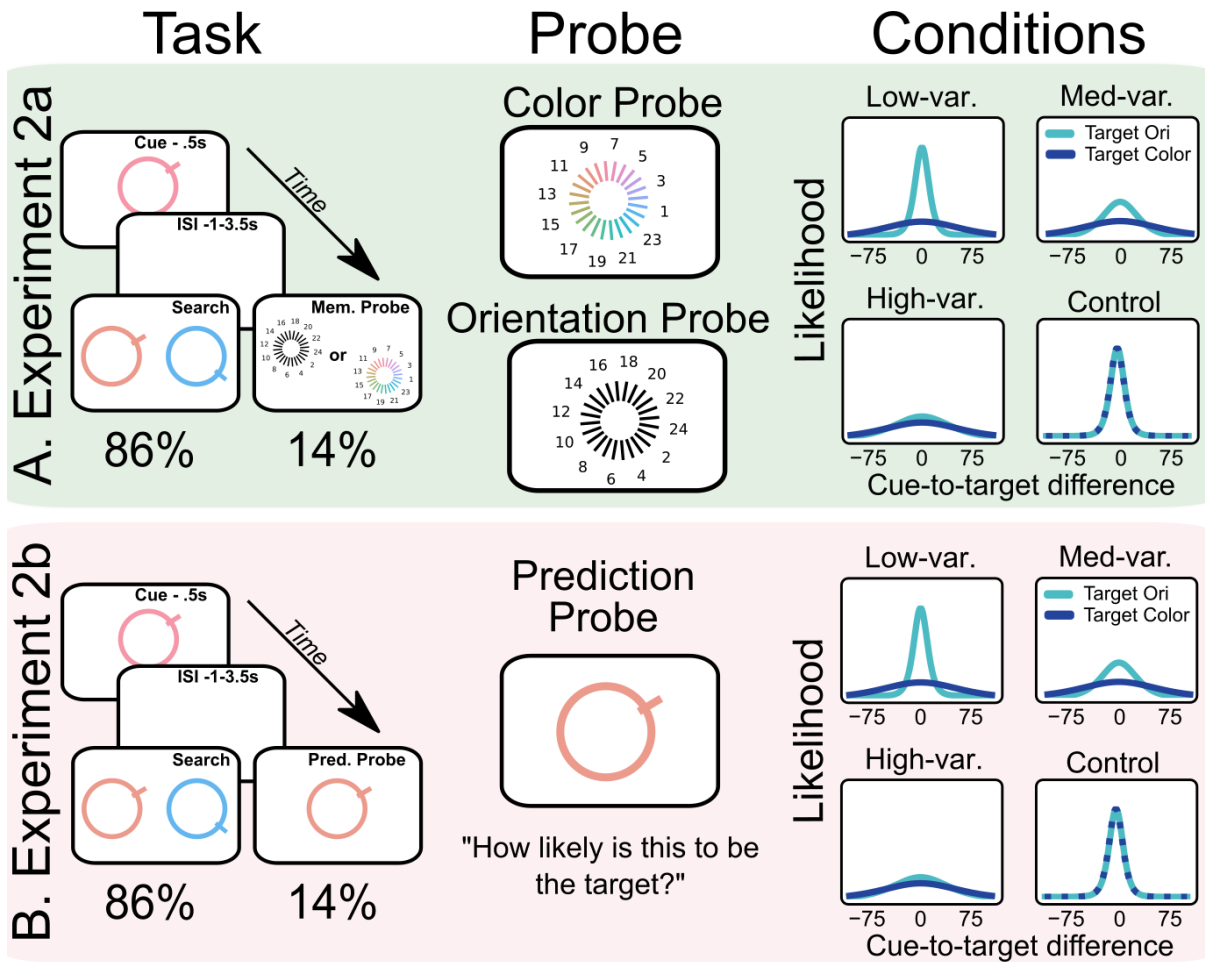 Task
Probe
Conditions
A. Experiment 2a
Cue - .5s
Time
ISI -1-3.5s
Search
Mem. Probe
16 18
14 20
12 22
10 24
8 2
6 4
or
9 7
11 5
13 3
15 1
17 23
19 21
86%
14%
Color Probe
9 7
11 5
13 3
15 1
17 23
19 21
Orientation Probe
16 18
14 20
12 22
10 24
8 2
6 4
Likelihood
Low-var.
−75 0 75
Med-var.
Target Ori
Target Color
−75 0 75
High-var.
−75 0 75
Control
−75 0 75
Cue-to-target difference
B. Experiment 2b
Cue - .5s
Time
ISI -1-3.5s
Search
Pred. Probe
86%
14%
Prediction
Probe
"How likely is this to be
the target?"
Likelihood
Low-var.
−75 0 75
Med-var.
Target Ori
Target Color
−75 0 75
High-var.
−75 0 75
Control
−75 0 75
Cue-to-target difference